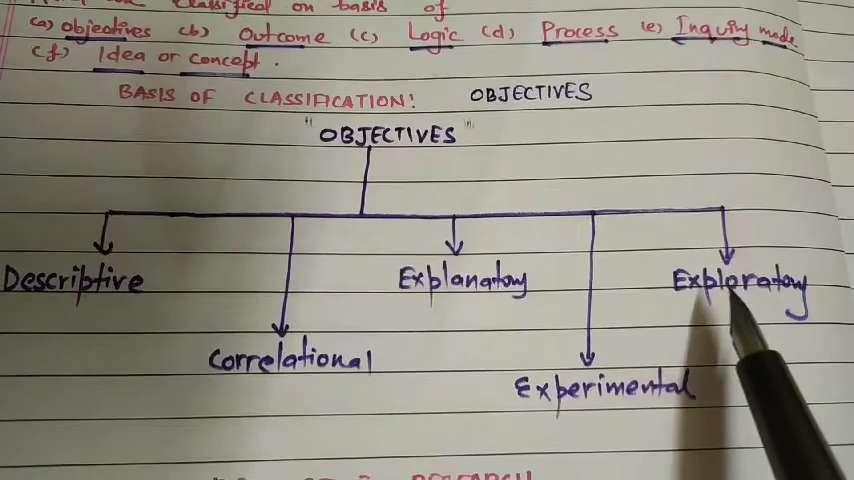 classified on basis of
(a) objectives (b) Outcome (c) Logic (d) Process (e) Inquiry mode
(f) Idea or concept.
BASIS OF CLASSIFICATION: OBJECTIVES
"OBJECTIVES"
Descriptive
Explanatory
Exploratory
Correlational
Experimental
RESEARCH